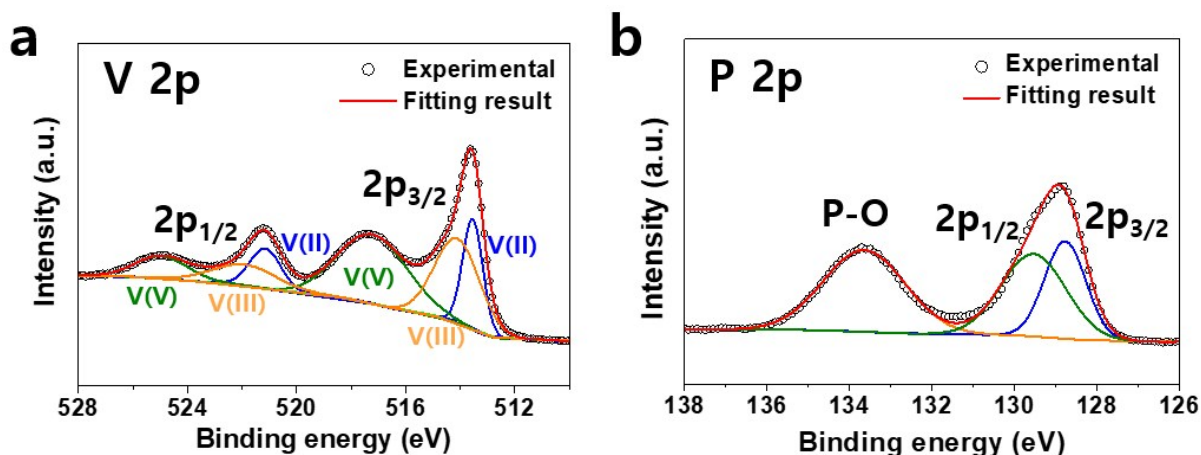 a
V 2p
Experimental
Fitting result
2p3/2
2p1/2
V(II)
V(II)
V(V)
V(V)
V(III)
V(III)
Intensity (a.u.)
528 524 520 516 512
Binding energy (eV)
b
P 2p
Experimental
Fitting result
P-O
2p1/2
2p3/2
Intensity (a.u.)
138 136 134 132 130 128 126
Binding energy (eV)